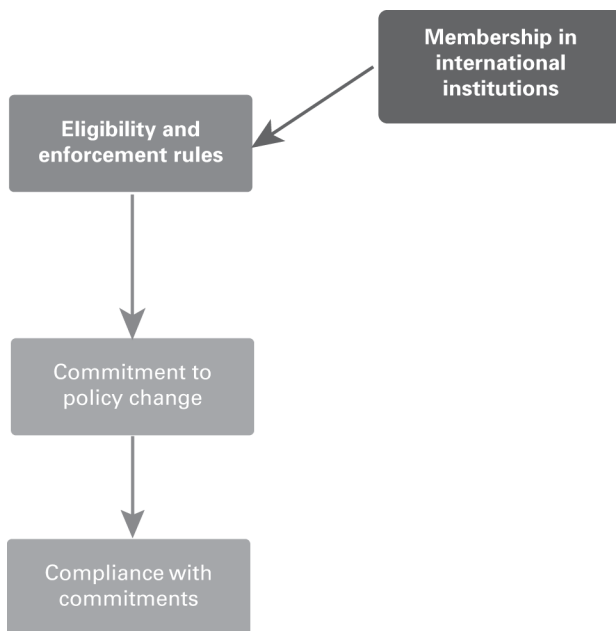 Membership in
international
institutions
Eligibility and
enforcement rules
Commitment to
policy change
Compliance with
commitments